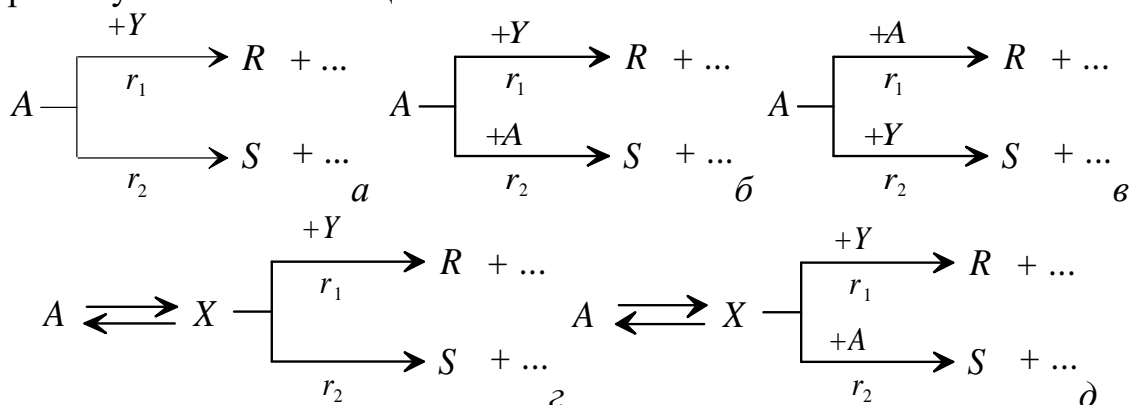 +Y +Y +A
R + ... R + ... R + ...
r₁ r₁ r₁
A A A
+A +Y
S + ... S + ... S + ...
r₂ а r₂ б r₂ в
+Y +Y
R + ... R + ...
r₁ r₁
A X A X
+A
S + ... S + ...
r₂ г r₂ д